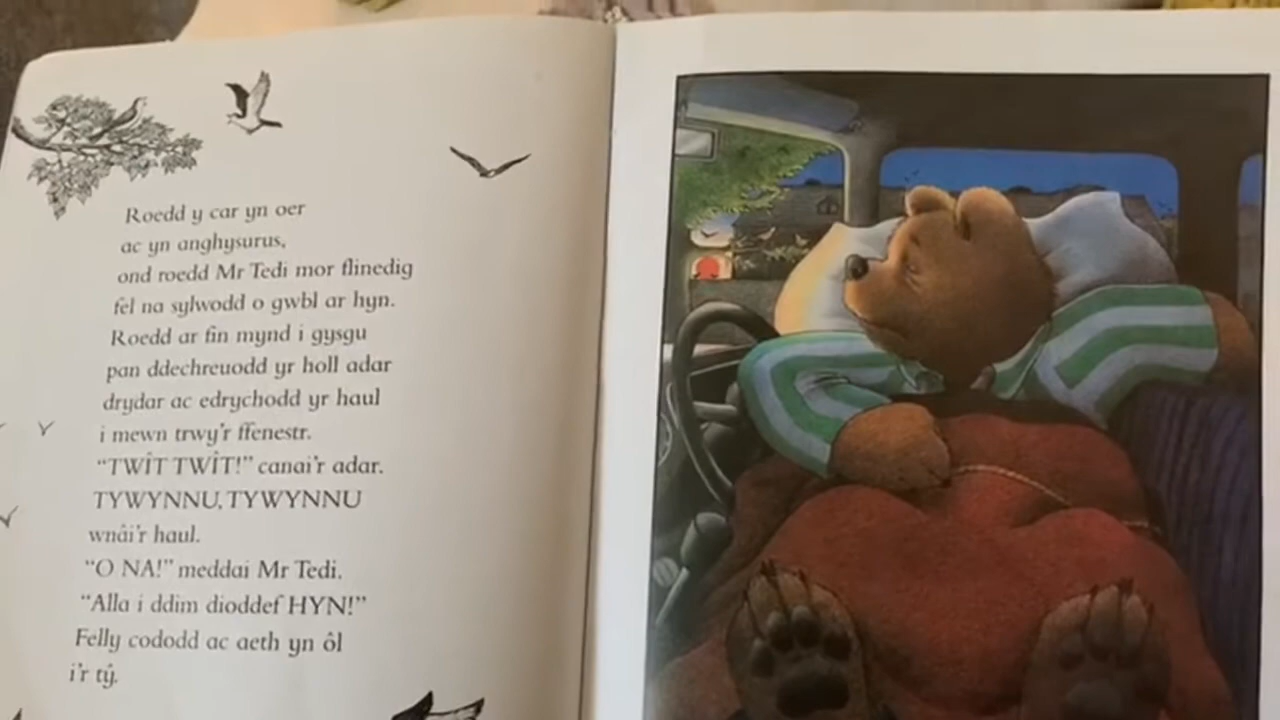 Roedd y car yn oer
ac yn anghysurus,
ond roedd Mr Tedi mor flinedig
fel na sylwodd o gwbl ar hyn.
Roedd ar fin mynd i gysgu
pan ddechreuodd yr holl adar
drydar ac edrychodd yr haul
i mewn trwy'r ffenestr.
“TWÎT TWÎT!” canai'r adar.
TYWYNNU, TYWYNNU
wnâi'r haul.
“O NA!” meddai Mr Tedi.
“Alla i ddim dioddef HYN!”
Felly cododd ac aeth yn ôl
i'r tŷ.